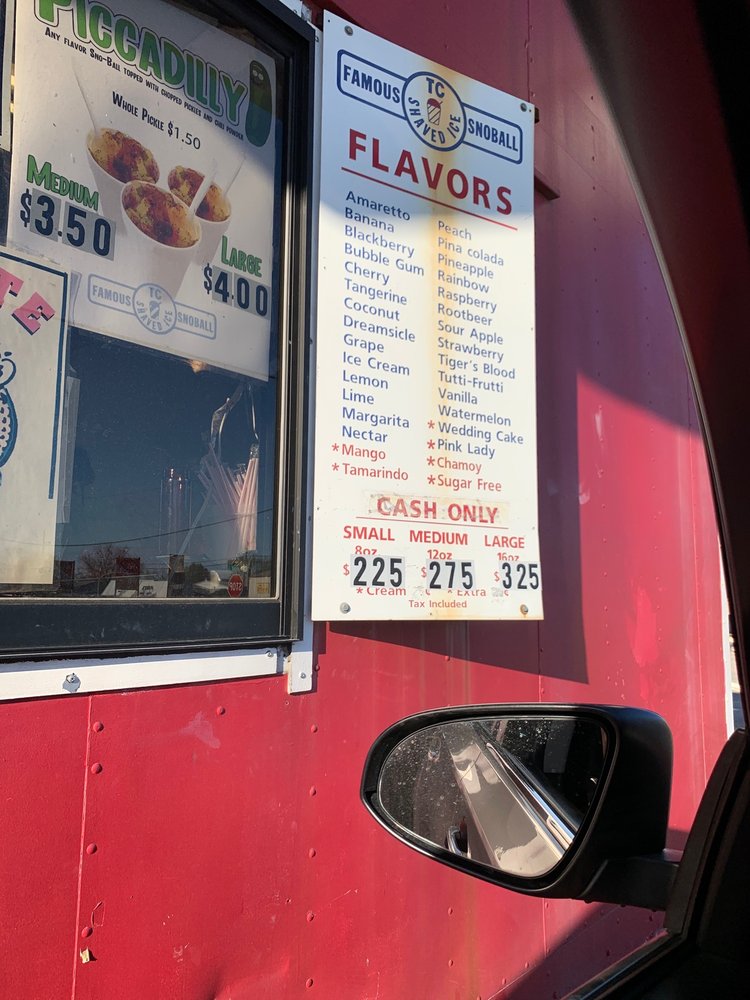 PICCADILLY
ANY FLAVOR SNO-BALL TOPPED WITH CHOPPED PICKLES AND CHILI POWDER
WHOLE PICKLE $1.50
MEDIUM
$3.50
LARGE
$4.00
FAMOUS TC SHAVED ICE SNOBALL
TE
FAMOUS TC SHAVED ICE SNOBALL
FLAVORS
Amaretto
Banana
Blackberry
Bubble Gum
Cherry
Tangerine
Coconut
Dreamsicle
Grape
Ice Cream
Lemon
Lime
Margarita
Nectar
*Mango
*Tamarindo
Peach
Pina colada
Pineapple
Rainbow
Raspberry
Rootbeer
Sour Apple
Strawberry
Tiger's Blood
Tutti-Frutti
Vanilla
Watermelon
*Wedding Cake
*Pink Lady
*Chamoy
*Sugar Free
CASH ONLY
SMALL MEDIUM LARGE
8oz 12oz 16oz
$225 $275 $325
*Cream *Extra
Tax Included
STOP